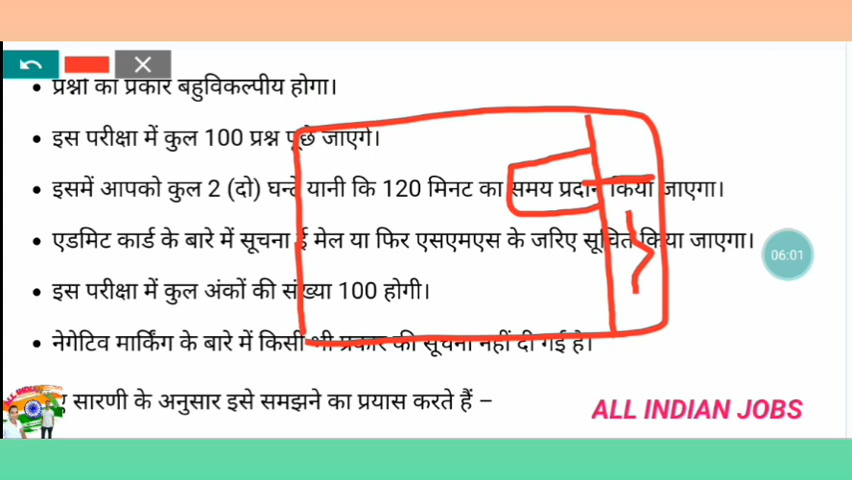 प्रश्नों का प्रकार बहुविकल्पीय होगा।
इस परीक्षा में कुल 100 प्रश्न पूछे जाएंगे।
इसमें आपको कुल 2 (दो) घन्टे यानी कि 120 मिनट का समय प्रदान किया जाएगा।
एडमिट कार्ड के बारे में सूचना ई मेल या फिर एसएमएस के जरिए सूचित किया जाएगा।
06:01
इस परीक्षा में कुल अंकों की संख्या 100 होगी।
नेगेटिव मार्किंग के बारे में किसी भी प्रकार की सूचना नहीं दी गई है।
सारणी के अनुसार इसे समझने का प्रयास करते हैं –
ALL INDIAN JOBS